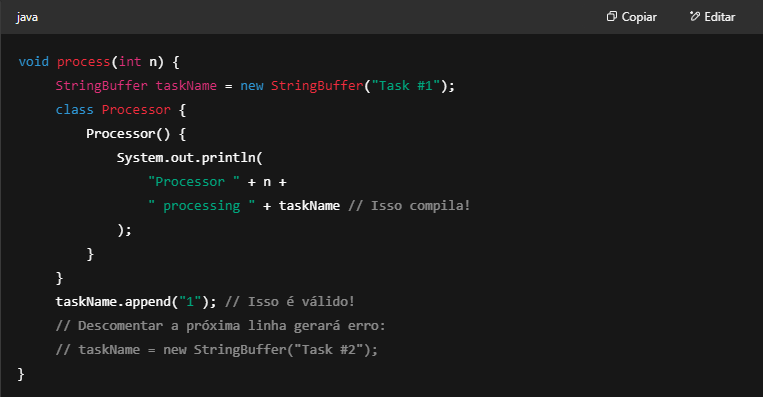 java
Copiar
Editar
void process(int n) {
StringBuffer taskName = new StringBuffer("Task #1");
class Processor {
Processor() {
System.out.println(
"Processor " + n +
" processing " + taskName // Isso compila!
);
}
}
taskName.append("1"); // Isso é válido!
// Descomentar a próxima linha gerará erro:
// taskName = new StringBuffer("Task #2");
}